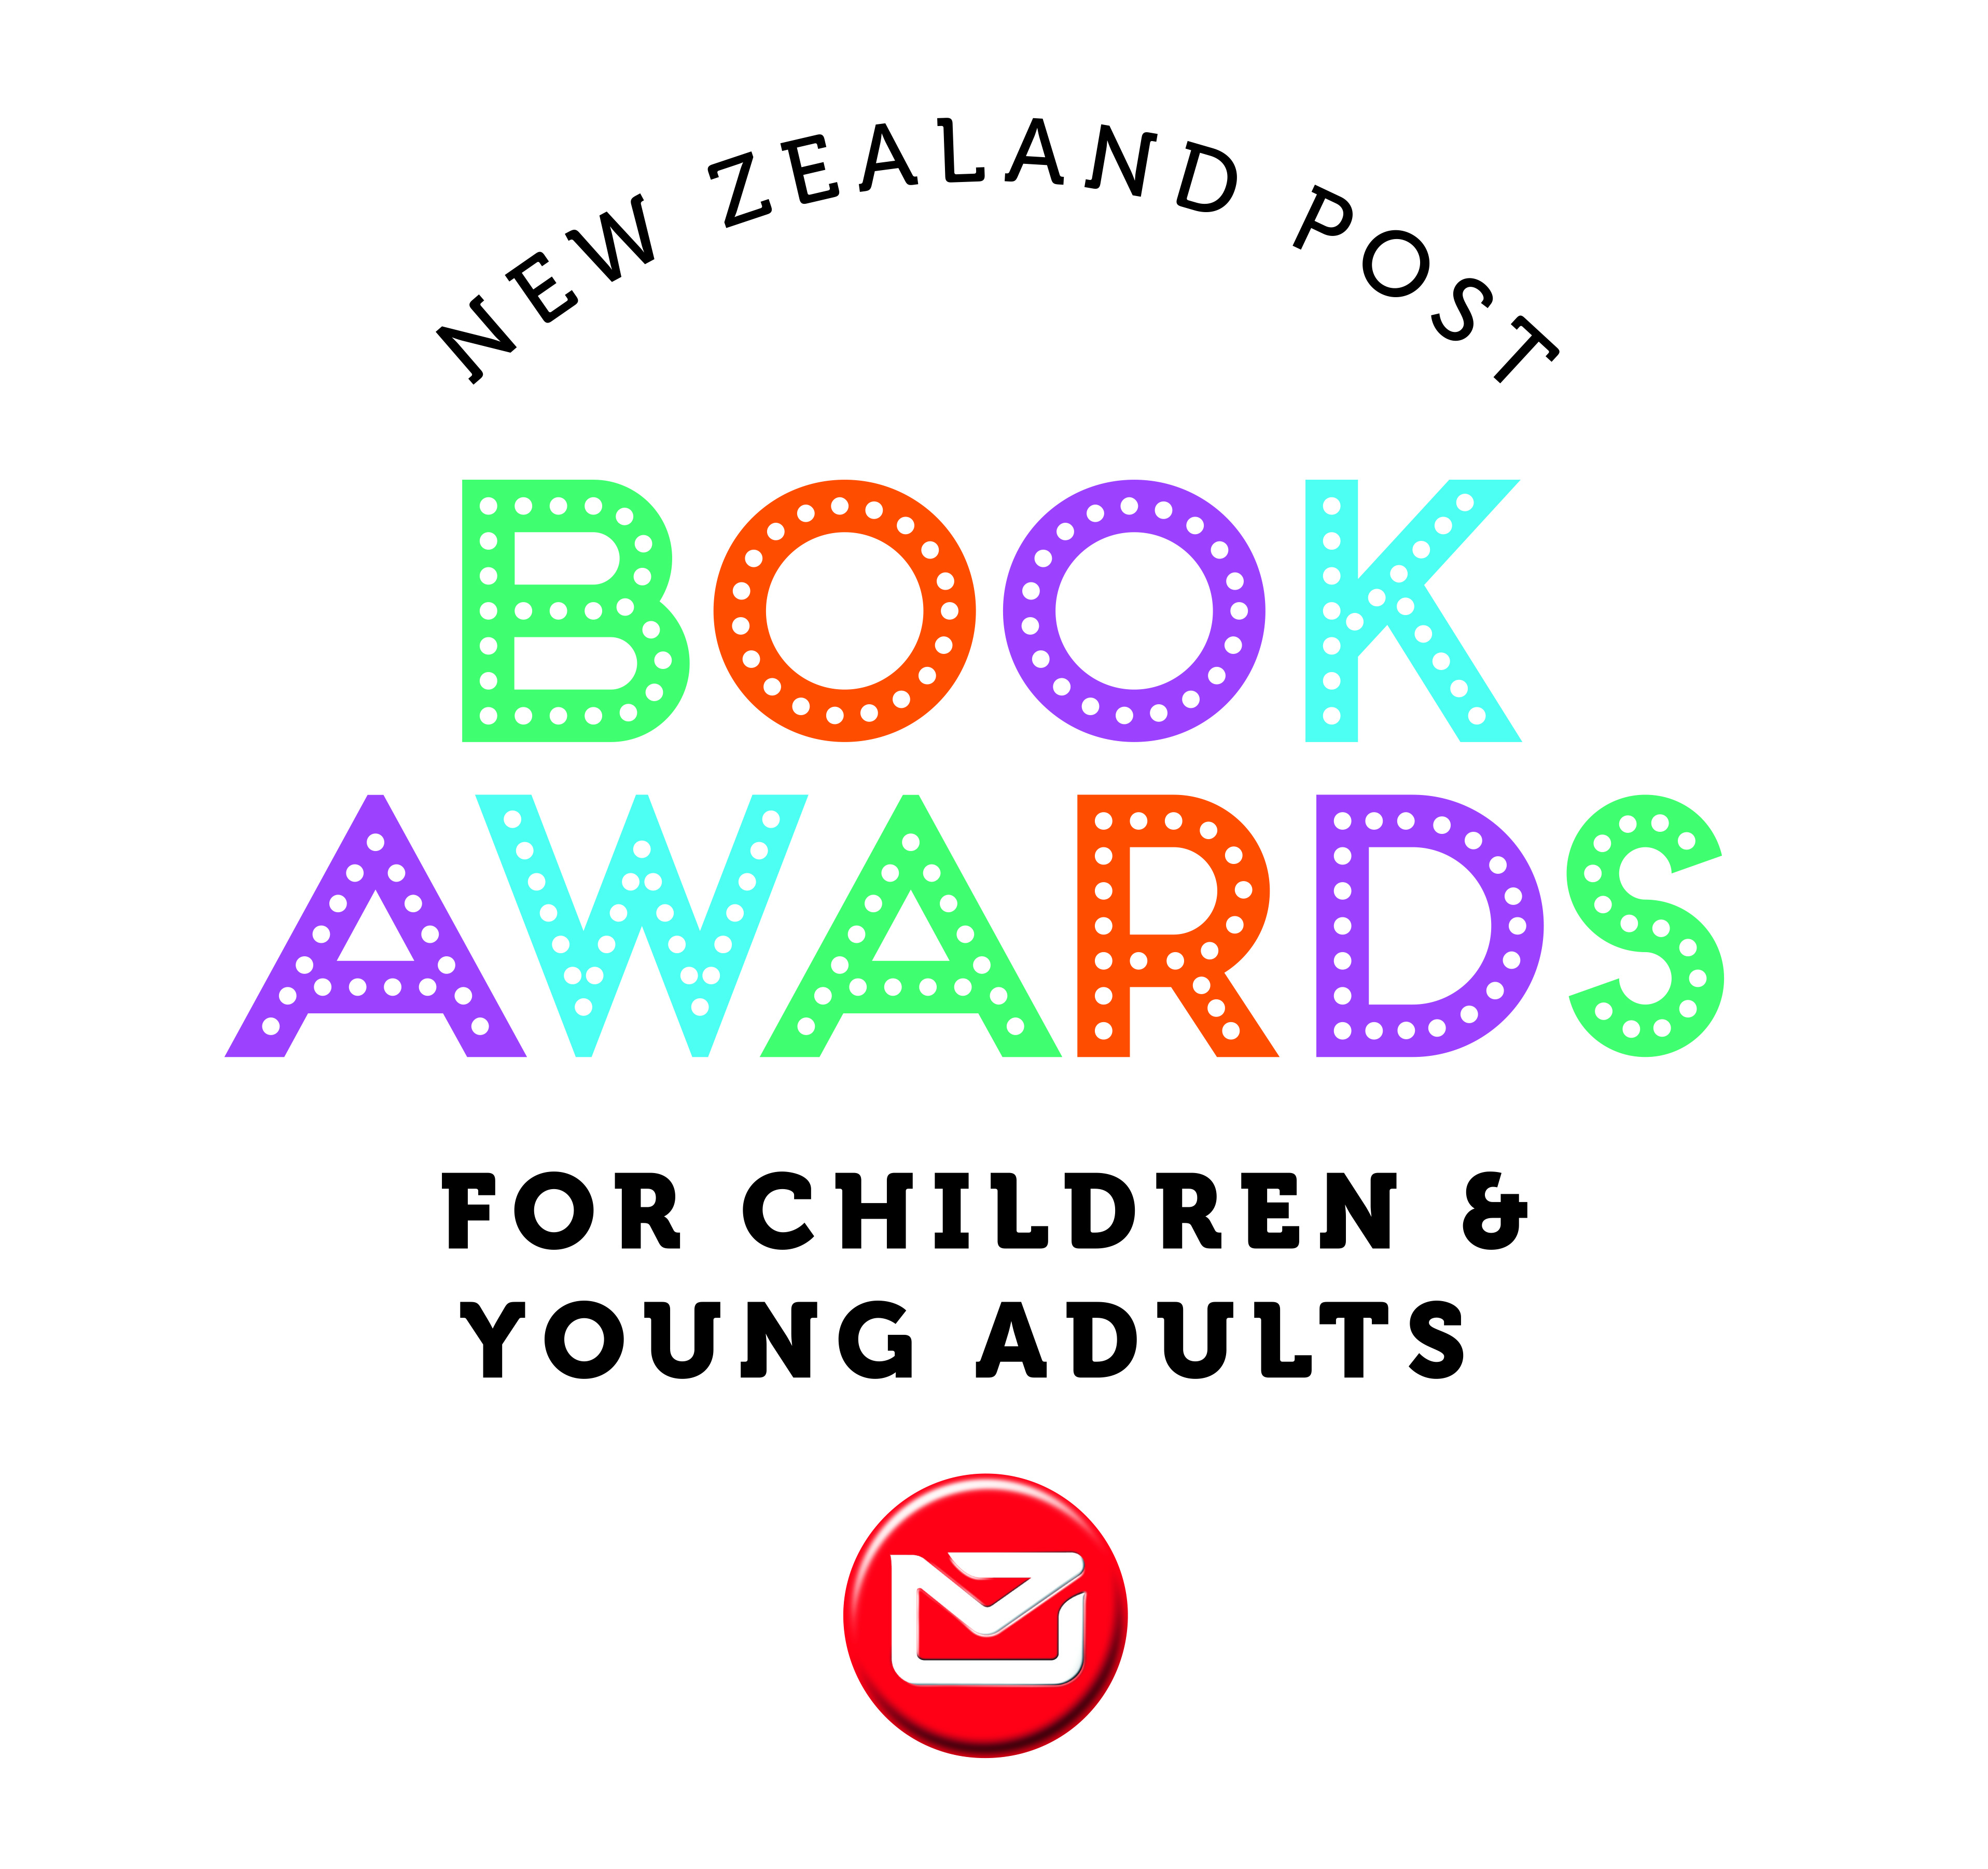 NEW ZEALAND POST
BOOK
AWARDS
FOR CHILDREN &
YOUNG ADULTS